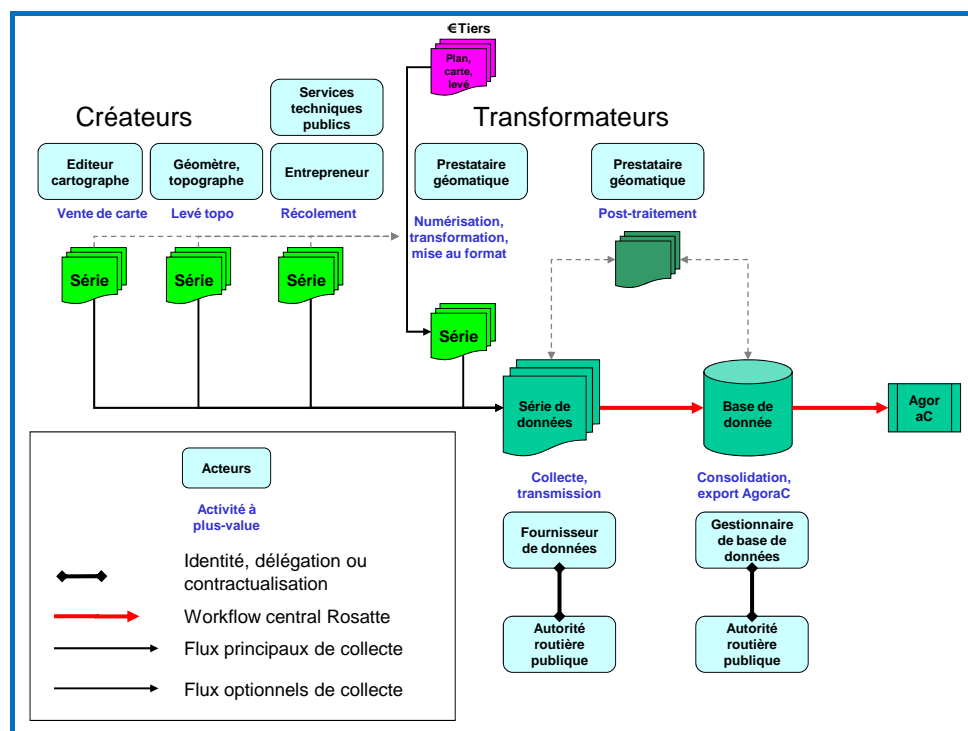 €Tiers
Plan,
carte,
levé
Créateurs
Services
techniques
publics
Transformateurs
Editeur
cartographe
Géomètre,
topographe
Entrepreneur
Prestataire
géomatique
Prestataire
géomatique
Vente de carte
Levé topo
Récolement
Numérisation,
transformation,
mise au format
Post-traitement
Série
Série
Série
Série
Série de
données
Base de
donnée
Agor
aC
Collecte,
transmission
Consolidation,
export AgoraC
Fournisseur
de données
Gestionnaire
de base de
données
Autorité
routière
publique
Autorité
routière
publique
Acteurs
Activité à
plus-value
Identité, délégation ou
contractualisation
Workflow central Rosatte
Flux principaux de collecte
Flux optionnels de collecte